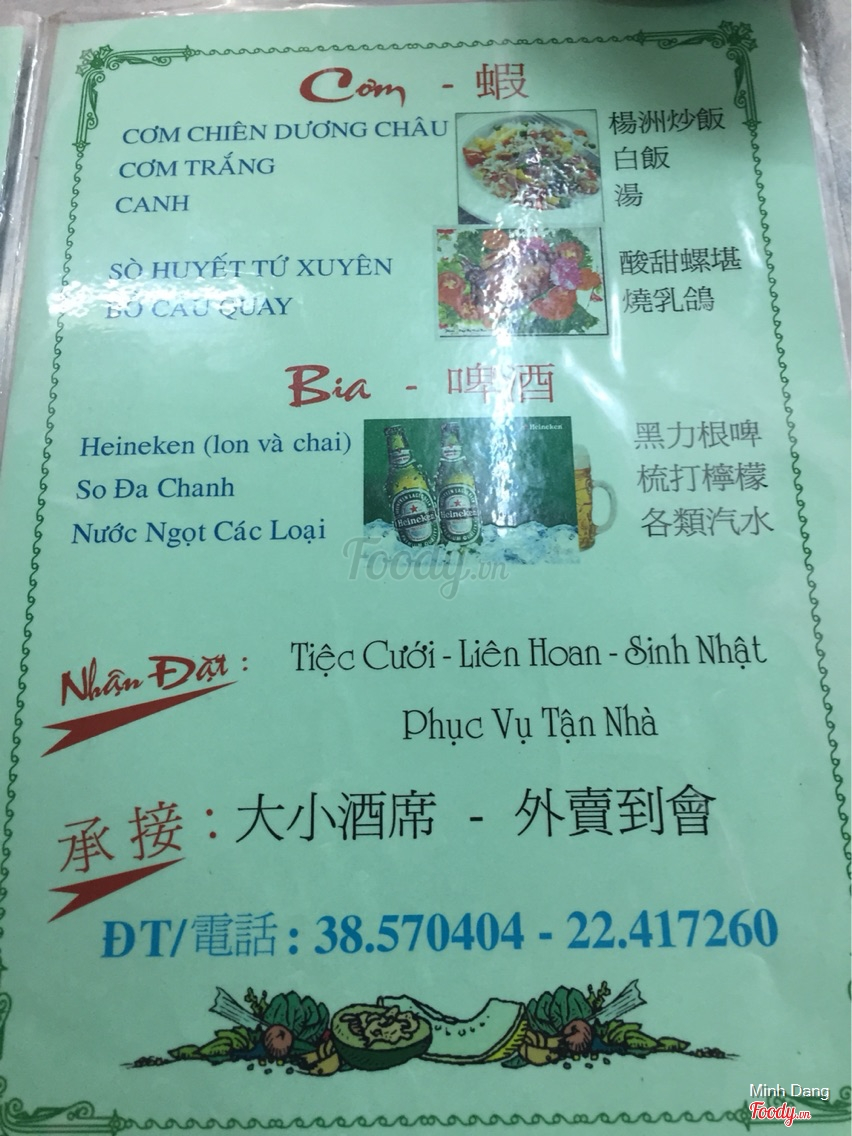 Cơm - 蝦
CƠM CHIÊN DƯƠNG CHÂU 楊洲炒飯
CƠM TRẮNG 白飯
CANH 湯
SÒ HUYẾT TỨ XUYÊN 酸甜螺堪
BỒ CÂU QUAY 燒乳鴿
Bia - 啤酒
Heineken
Heineken (lon và chai) 黑力根啤
So Đa Chanh 梳打檸檬
Nước Ngọt Các Loại 各類汽水
Heineken Heineken
Foody.vn
Nhận Đặt : Tiệc Cưới - Liên Hoan - Sinh Nhật
Phục Vụ Tận Nhà
承接 : 大小酒席 - 外賣到會
ĐT/電話 : 38.570404 - 22.417260
Minh Dang
Foody.vn